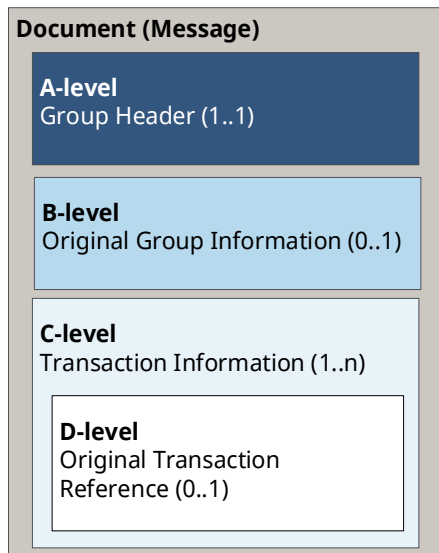 Document (Message)
A-level
Group Header (1..1)
B-level
Original Group Information (0..1)
C-level
Transaction Information (1..n)
D-level
Original Transaction
Reference (0..1)